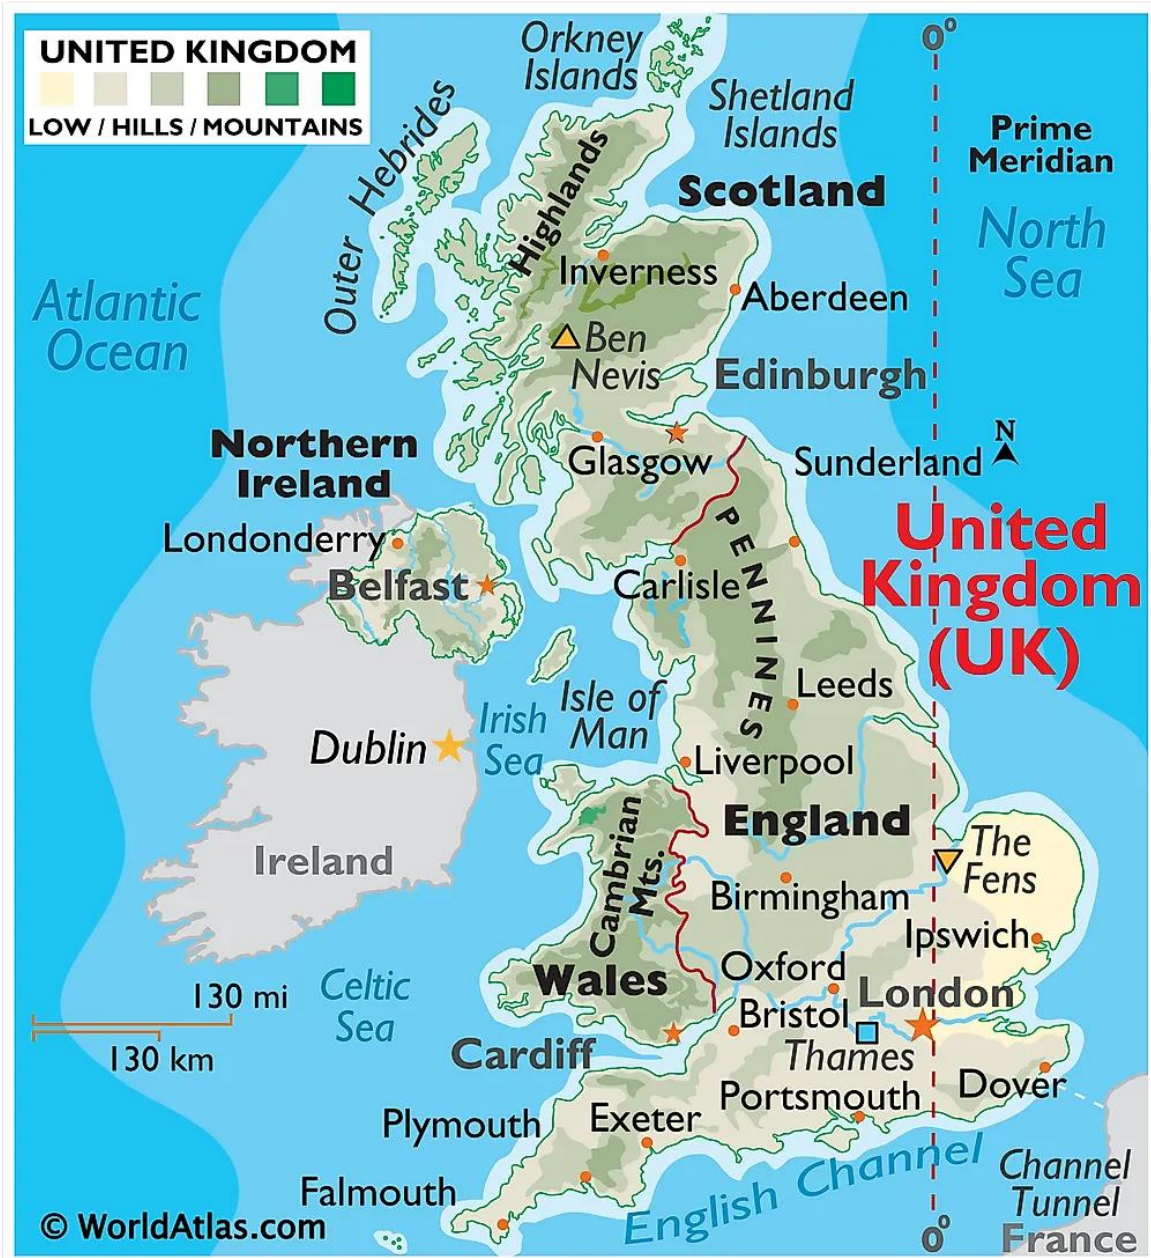 UNITED KINGDOM
LOW / HILLS / MOUNTAINS
Orkney
Islands
0°
Shetland
Islands
Prime
Meridian
Outer Hebrides
Highlands
Scotland
North
Sea
Inverness
Aberdeen
Atlantic
Ocean
Ben
Nevis
Edinburgh
Northern
Ireland
N
Glasgow
Sunderland
United
Kingdom
(UK)
Londonderry
Belfast
Carlisle
PENNINES
Leeds
Isle of
Man
Irish
Sea
Dublin
Liverpool
Cambrian
Mts.
England
The
Fens
Ireland
Birmingham
Ipswich
Oxford
Wales
London
130 mi
Celtic
Sea
Bristol
130 km
Cardiff
Thames
Dover
Portsmouth
Plymouth
Exeter
English Channel
Channel
Tunnel
Falmouth
© WorldAtlas.com
0°
France